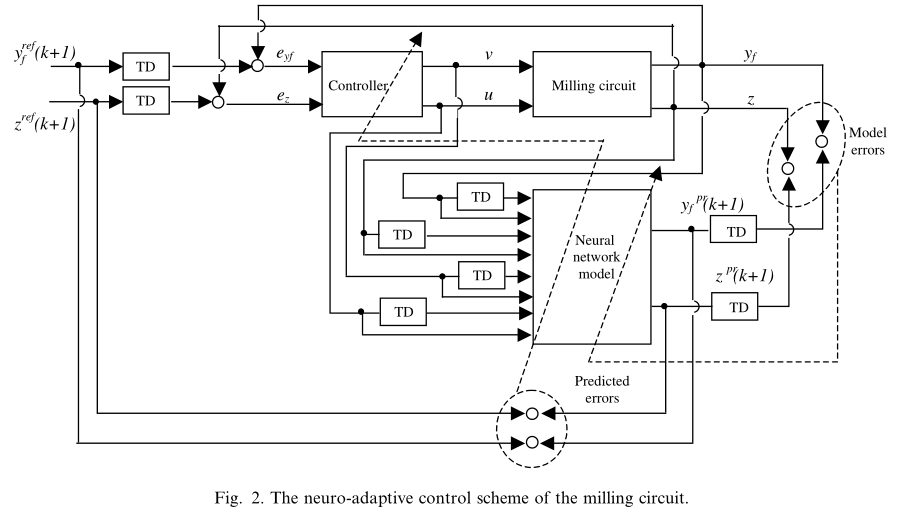 y_f^ref(k+1)
TD
e_yf
Controller
v
Milling circuit
y_f
z^ref(k+1)
TD
e_z
u
z
Model
errors
TD
TD
TD
TD
Neural
network
model
y_f^pr(k+1)
TD
z^pr(k+1)
TD
Predicted
errors
Fig. 2. The neuro-adaptive control scheme of the milling circuit.